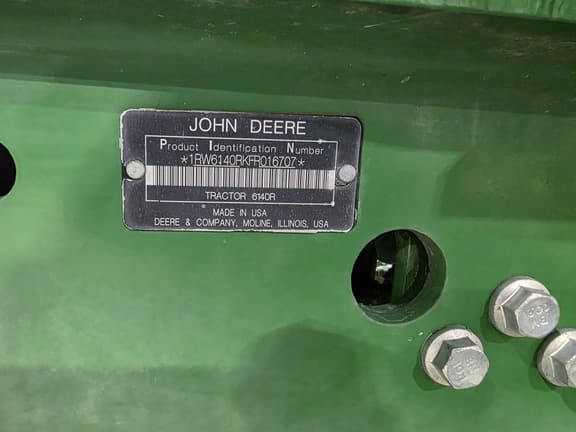 JOHN DEERE
Product Identification Number
*1RW6140RKFR016707*
TRACTOR 6140R
MADE IN USA
DEERE & COMPANY, MOLINE, ILLINOIS, USA